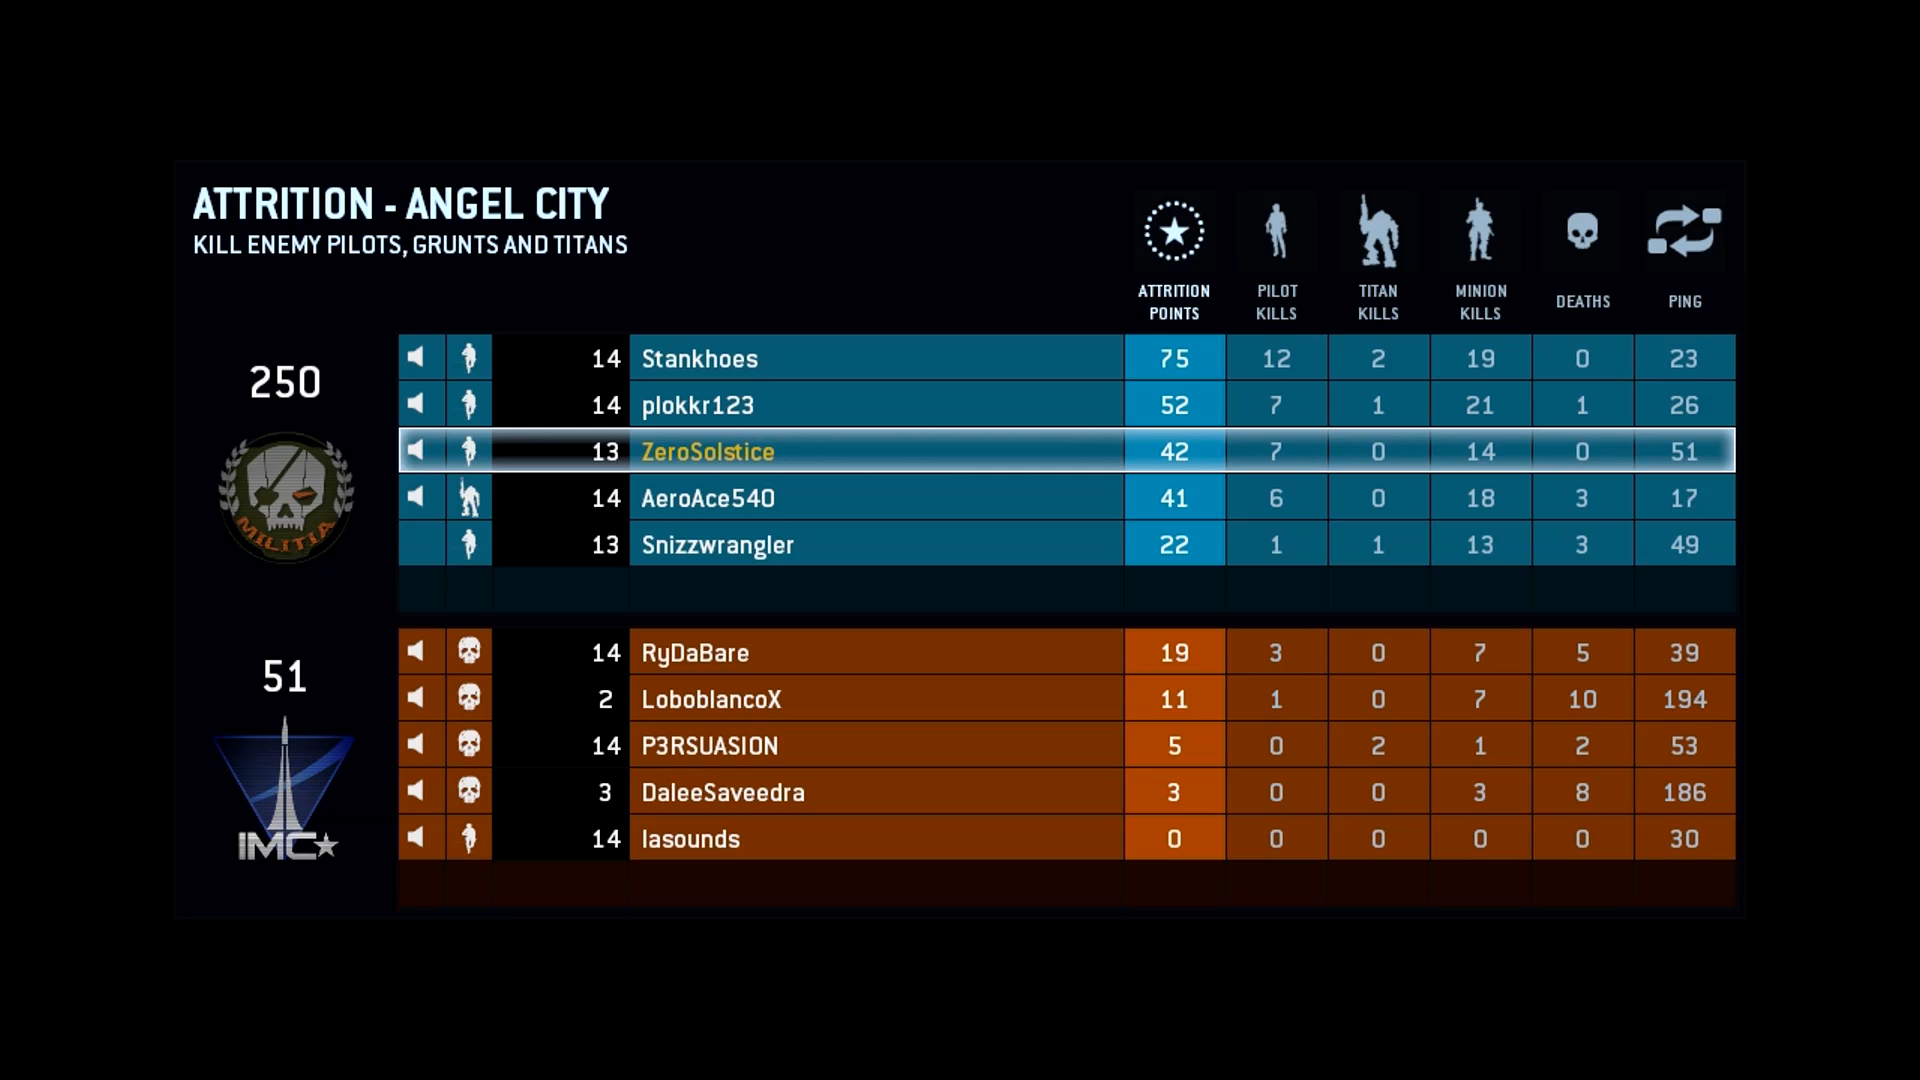 ATTRITION - ANGEL CITY
KILL ENEMY PILOTS, GRUNTS AND TITANS
ATTRITION POINTS PILOT KILLS TITAN KILLS MINION KILLS DEATHS PING
250
MILITIA
14 Stankhoes 75 12 2 19 0 23
14 plokkr123 52 7 1 21 1 26
13 ZeroSolstice 42 7 0 14 0 51
14 AeroAce540 41 6 0 18 3 17
13 Snizzwrangler 22 1 1 13 3 49
51
IMC
14 RyDaBare 19 3 0 7 5 39
2 LoboblancoX 11 1 0 7 10 194
14 P3RSUASION 5 0 2 1 2 53
3 DaleeSaveedra 3 0 0 3 8 186
14 lasounds 0 0 0 0 0 30